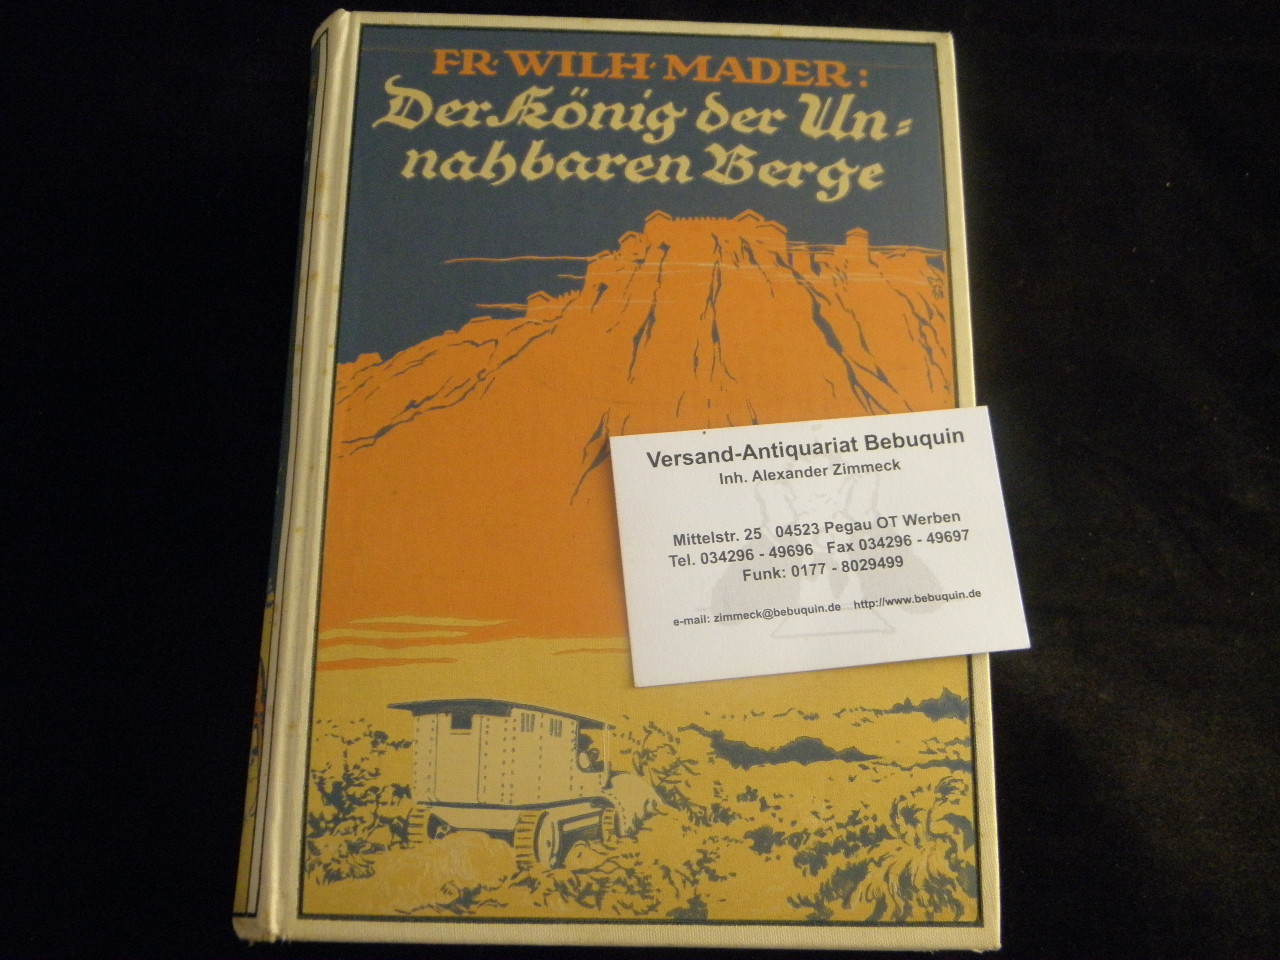 FR. WILH. MADER:
Der König der Un-
nahbaren Berge
Versand-Antiquariat Bebuquin
Inh. Alexander Zimmeck
Mittelstr. 25 04523 Pegau OT Werben
Tel. 034296 - 49696 Fax 034296 - 49697
Funk: 0177 - 8029499
e-mail: zimmeck@bebuquin.de http://www.bebuquin.de